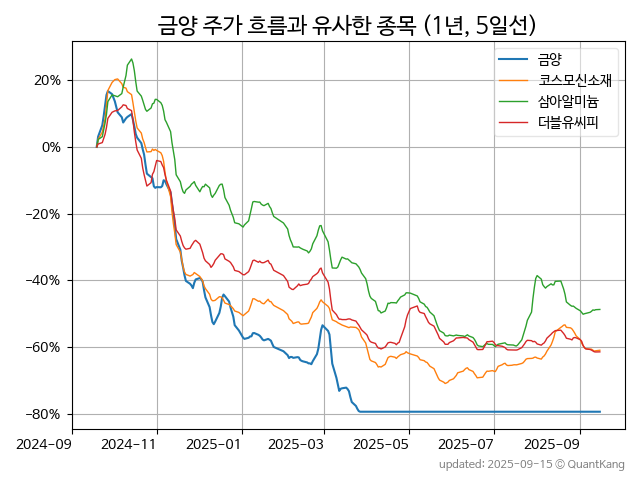 금양 주가 흐름과 유사한 종목 (1년, 5일선)
금양
코스모신소재
삼아알미늄
더블유씨피
20%
0%
−20%
−40%
−60%
−80%
2024-09
2024-11
2025-01
2025-03
2025-05
2025-07
2025-09
updated: 2025-09-15 © QuantKang